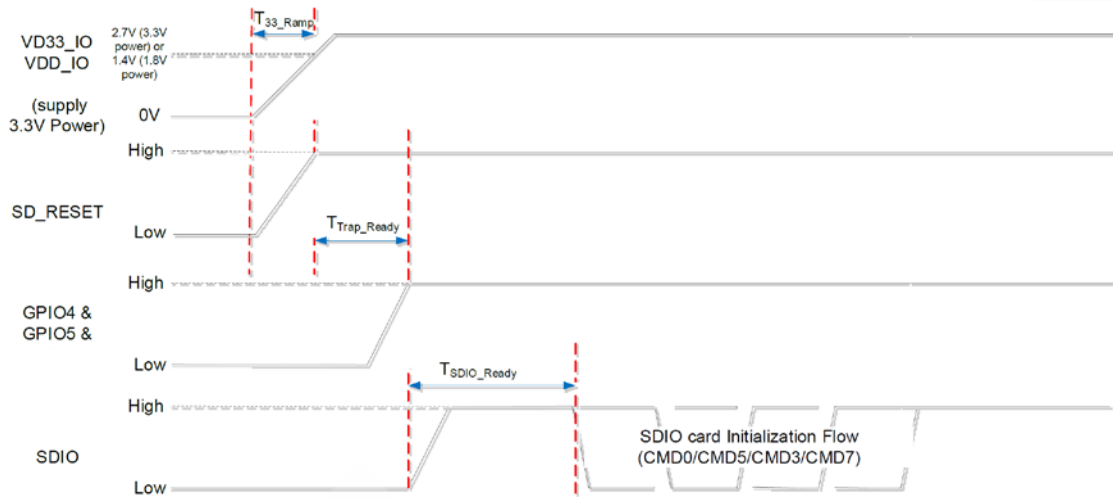 T33_Ramp
VD33_IO
VDD_IO
2.7V (3.3V
power) or
1.4V (1.8V
power)
(supply
3.3V Power)
0V
High
SD_RESET
Low
TTrap_Ready
High
GPIO4 &
GPIO5 &
Low
TSDIO_Ready
High
SDIO card Initialization Flow
(CMD0/CMD5/CMD3/CMD7)
SDIO
Low